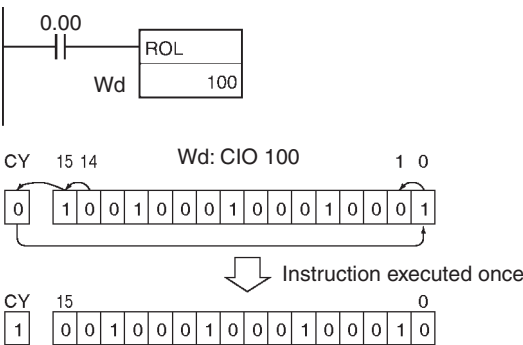 0.00
ROL
Wd 100
CY 15 14 Wd: CIO 100 1 0
0 1 0 0 1 0 0 0 1 0 0 0 1 0 0 0 1
Instruction executed once
CY 15 0
1 0 0 1 0 0 0 1 0 0 0 1 0 0 0 1 0